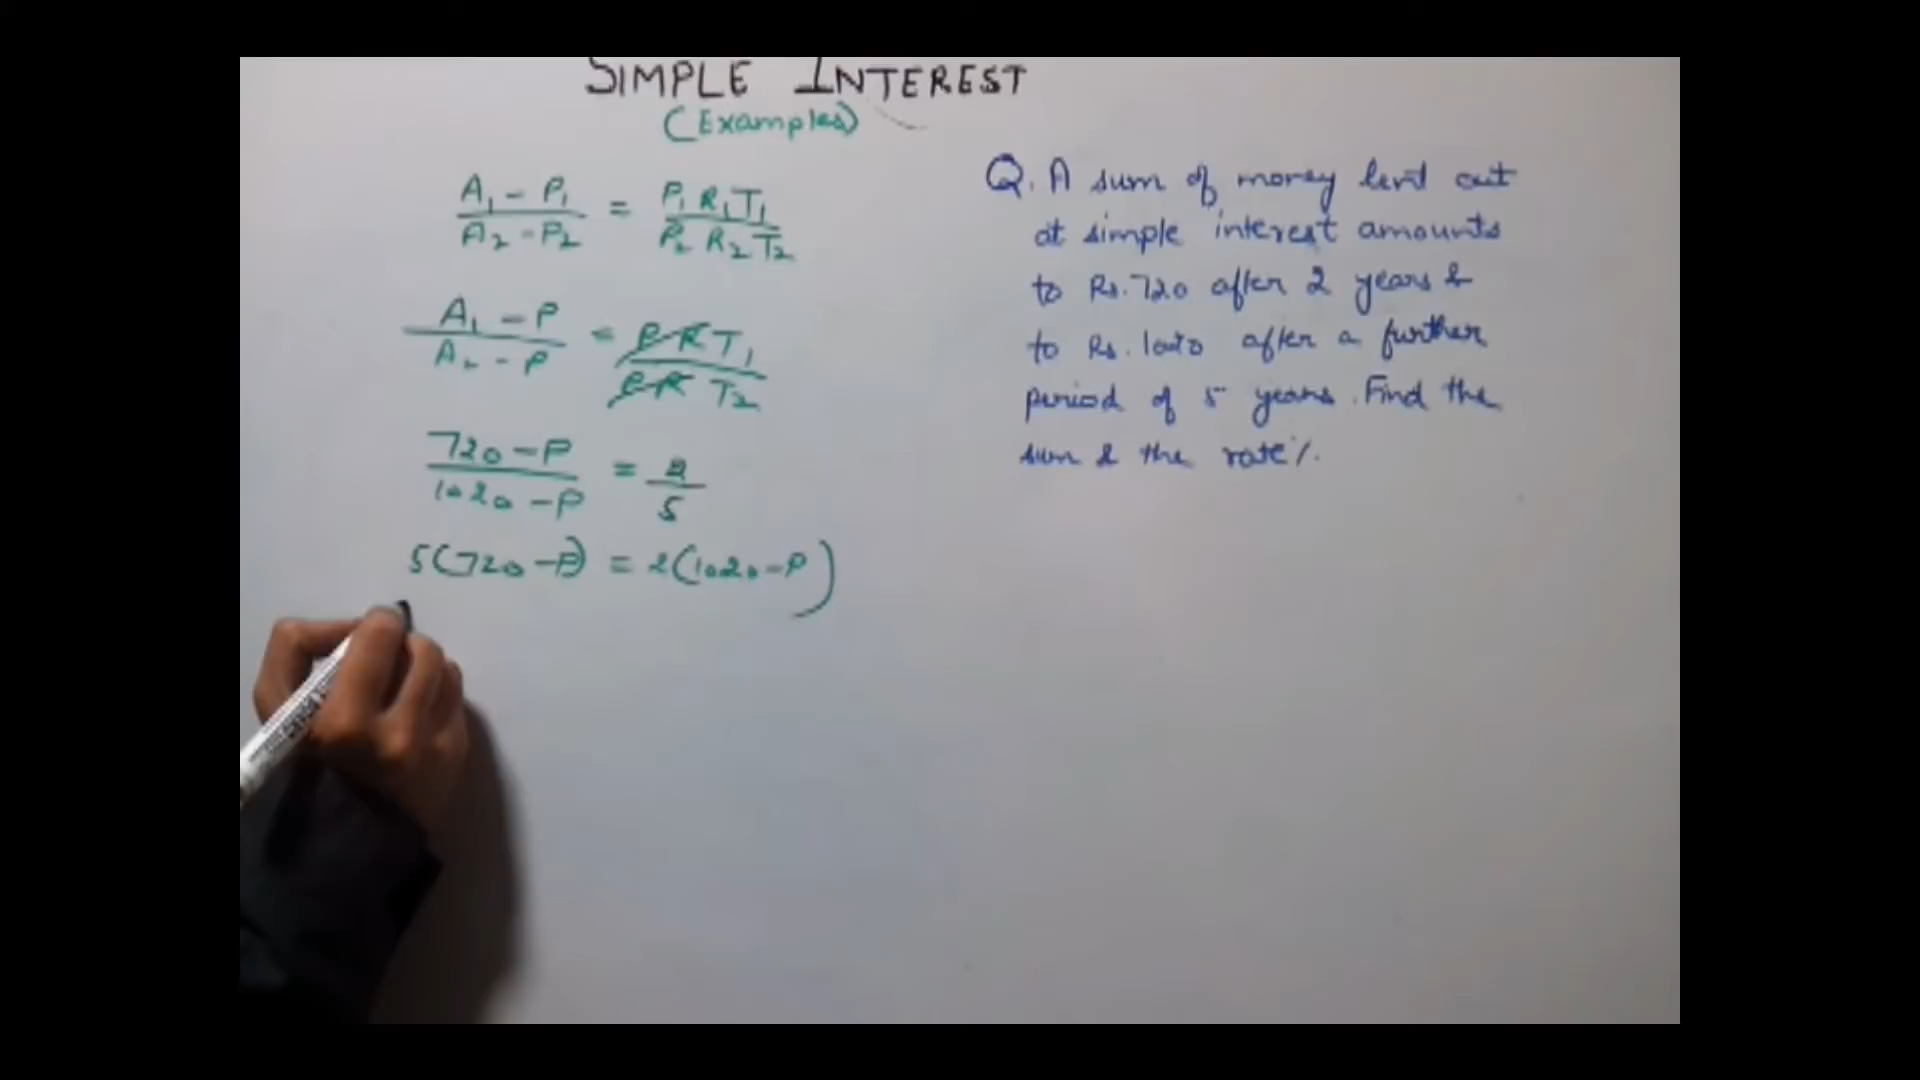 SIMPLE INTEREST
(Examples)
A₁ - P₁ / A₂ - P₂ = P₁ R₁ T₁ / P₂ R₂ T₂
A₁ - P / A₂ - P = P R T₁ / P R T₂
720 - P / 1020 - P = 2 / 5
5(720 - P) = 2(1020 - P)
Q. A sum of money lent out
at simple interest amounts
to Rs. 720 after 2 years &
to Rs. 1020 after a further
period of 5 years. Find the
sum & the rate%.